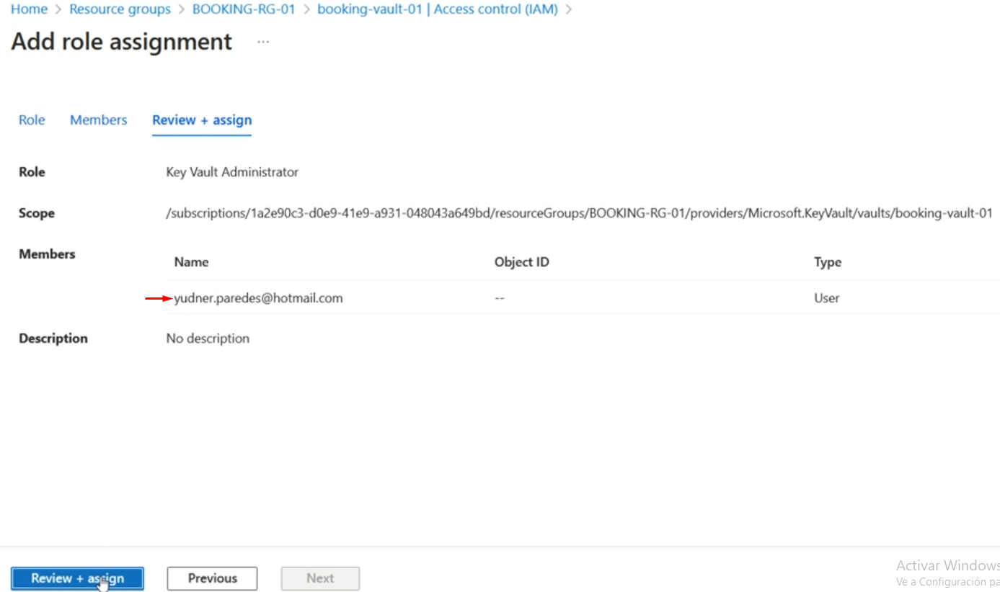 Home > Resource groups > BOOKING-RG-01 > booking-vault-01 | Access control (IAM) >
Add role assignment ...
Role Members Review + assign
Role Key Vault Administrator
Scope /subscriptions/1a2e90c3-d0e9-41e9-a931-048043a649bd/resourceGroups/BOOKING-RG-01/providers/Microsoft.KeyVault/vaults/booking-vault-01
Members
Name Object ID Type
yudner.paredes@hotmail.com -- User
Description No description
Review + assign Previous Next
Activar Windows
Ve a Configuración pa